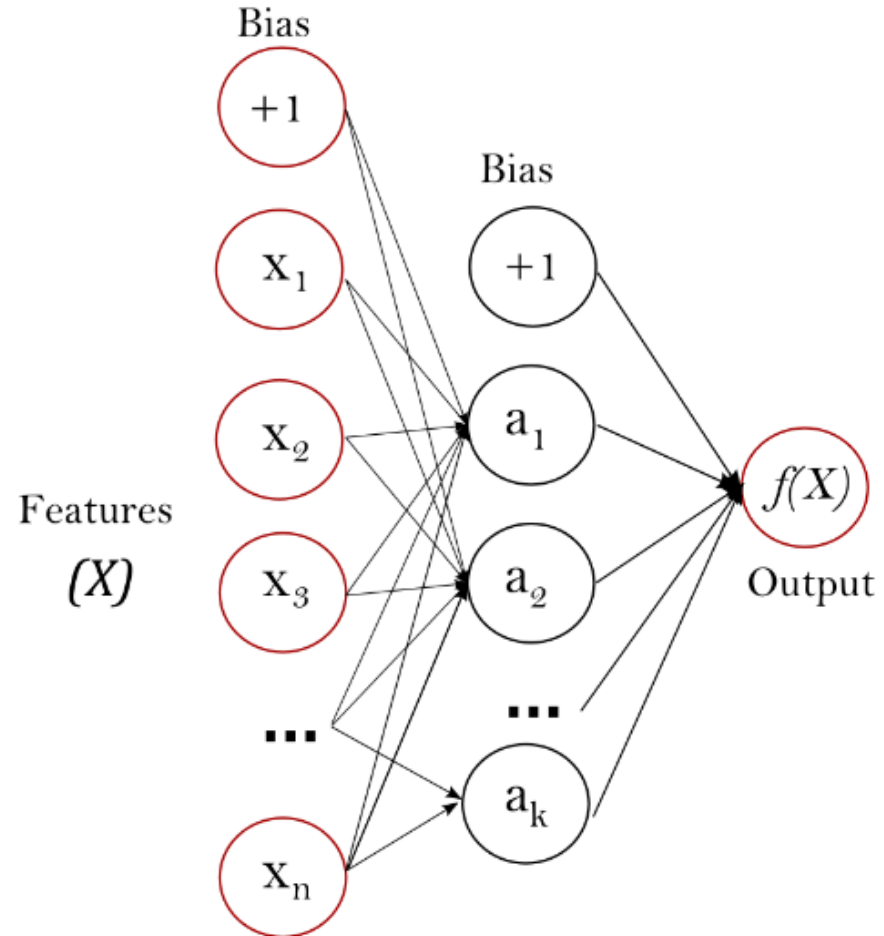 Bias
+1
x₁
x₂
x₃
...
xₙ
Features
(X)
Bias
+1
a₁
a₂
...
aₖ
f(X)
Output